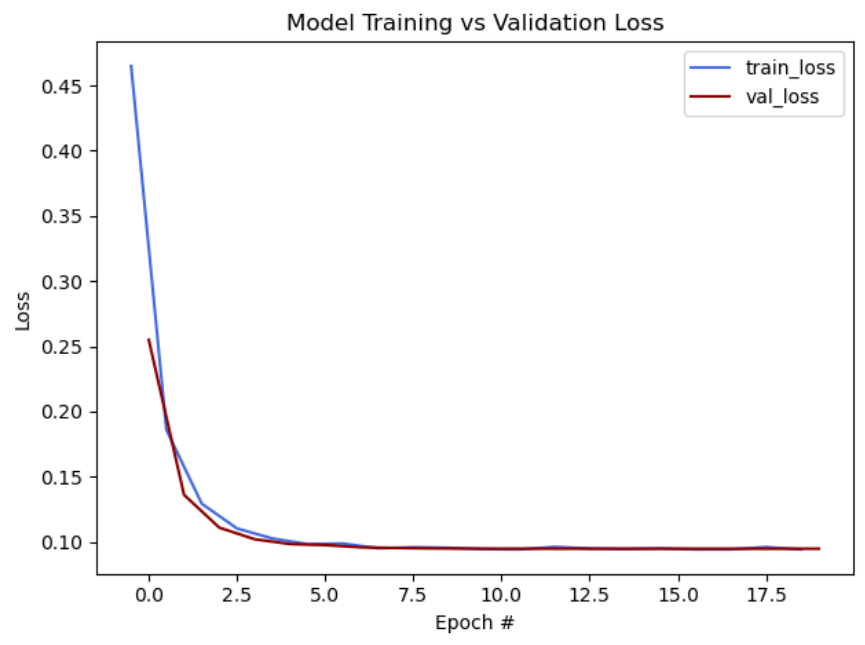 Model Training vs Validation Loss
train_loss
val_loss
0.45
0.40
0.35
0.30
0.25
0.20
0.15
0.10
Loss
0.0 2.5 5.0 7.5 10.0 12.5 15.0 17.5
Epoch #